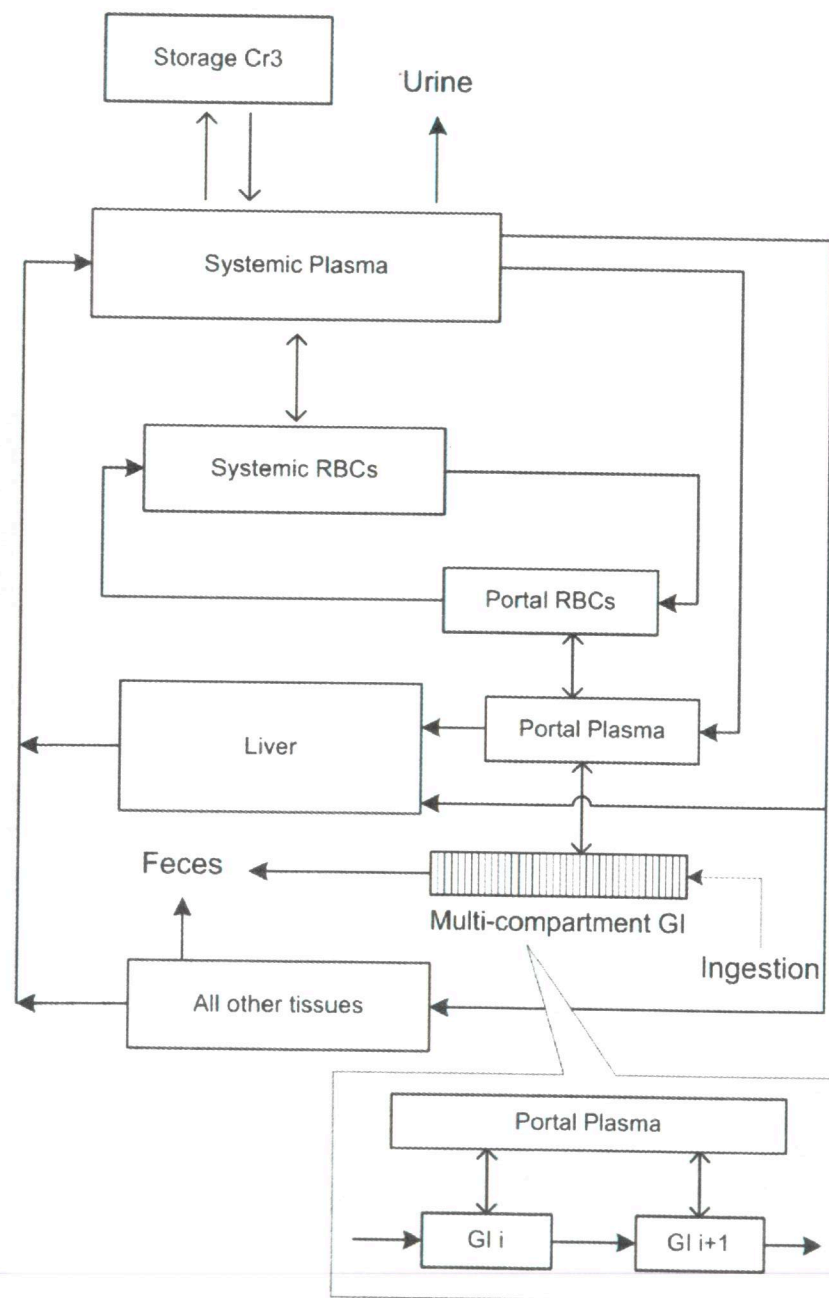 Storage Cr3
Urine
Systemic Plasma
Systemic RBCs
Portal RBCs
Portal Plasma
Liver
Feces
Multi-compartment GI
Ingestion
All other tissues
Portal Plasma
GI i
GI i+1